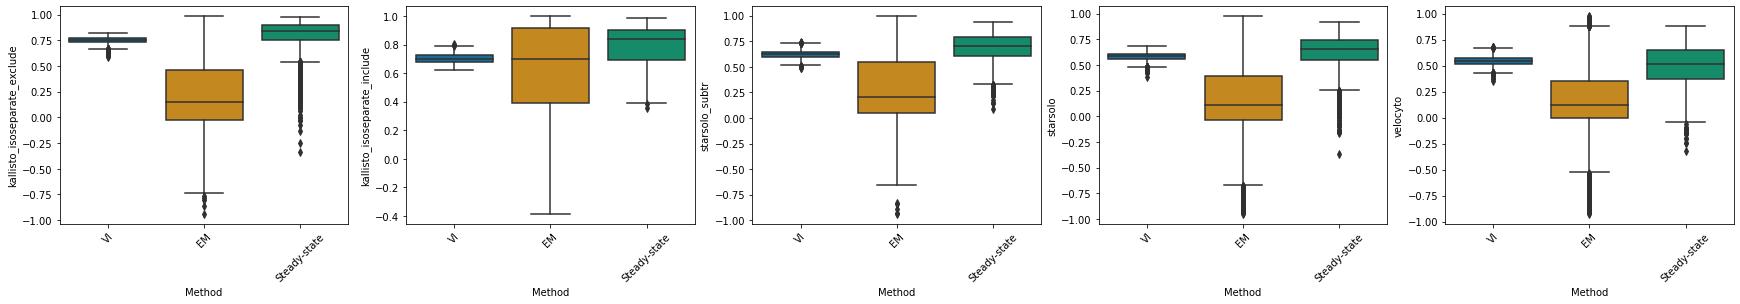 kallisto_isoseparate_exclude
1.00
0.75
0.50
0.25
0.00
−0.25
−0.50
−0.75
−1.00
VI
EM
Steady-state
Method
kallisto_isoseparate_include
1.0
0.8
0.6
0.4
0.2
0.0
−0.2
−0.4
VI
EM
Steady-state
Method
starsolo_subtr
1.00
0.75
0.50
0.25
0.00
−0.25
−0.50
−0.75
−1.00
VI
EM
Steady-state
Method
starsolo
1.00
0.75
0.50
0.25
0.00
−0.25
−0.50
−0.75
−1.00
VI
EM
Steady-state
Method
velocyto
1.00
0.75
0.50
0.25
0.00
−0.25
−0.50
−0.75
−1.00
VI
EM
Steady-state
Method